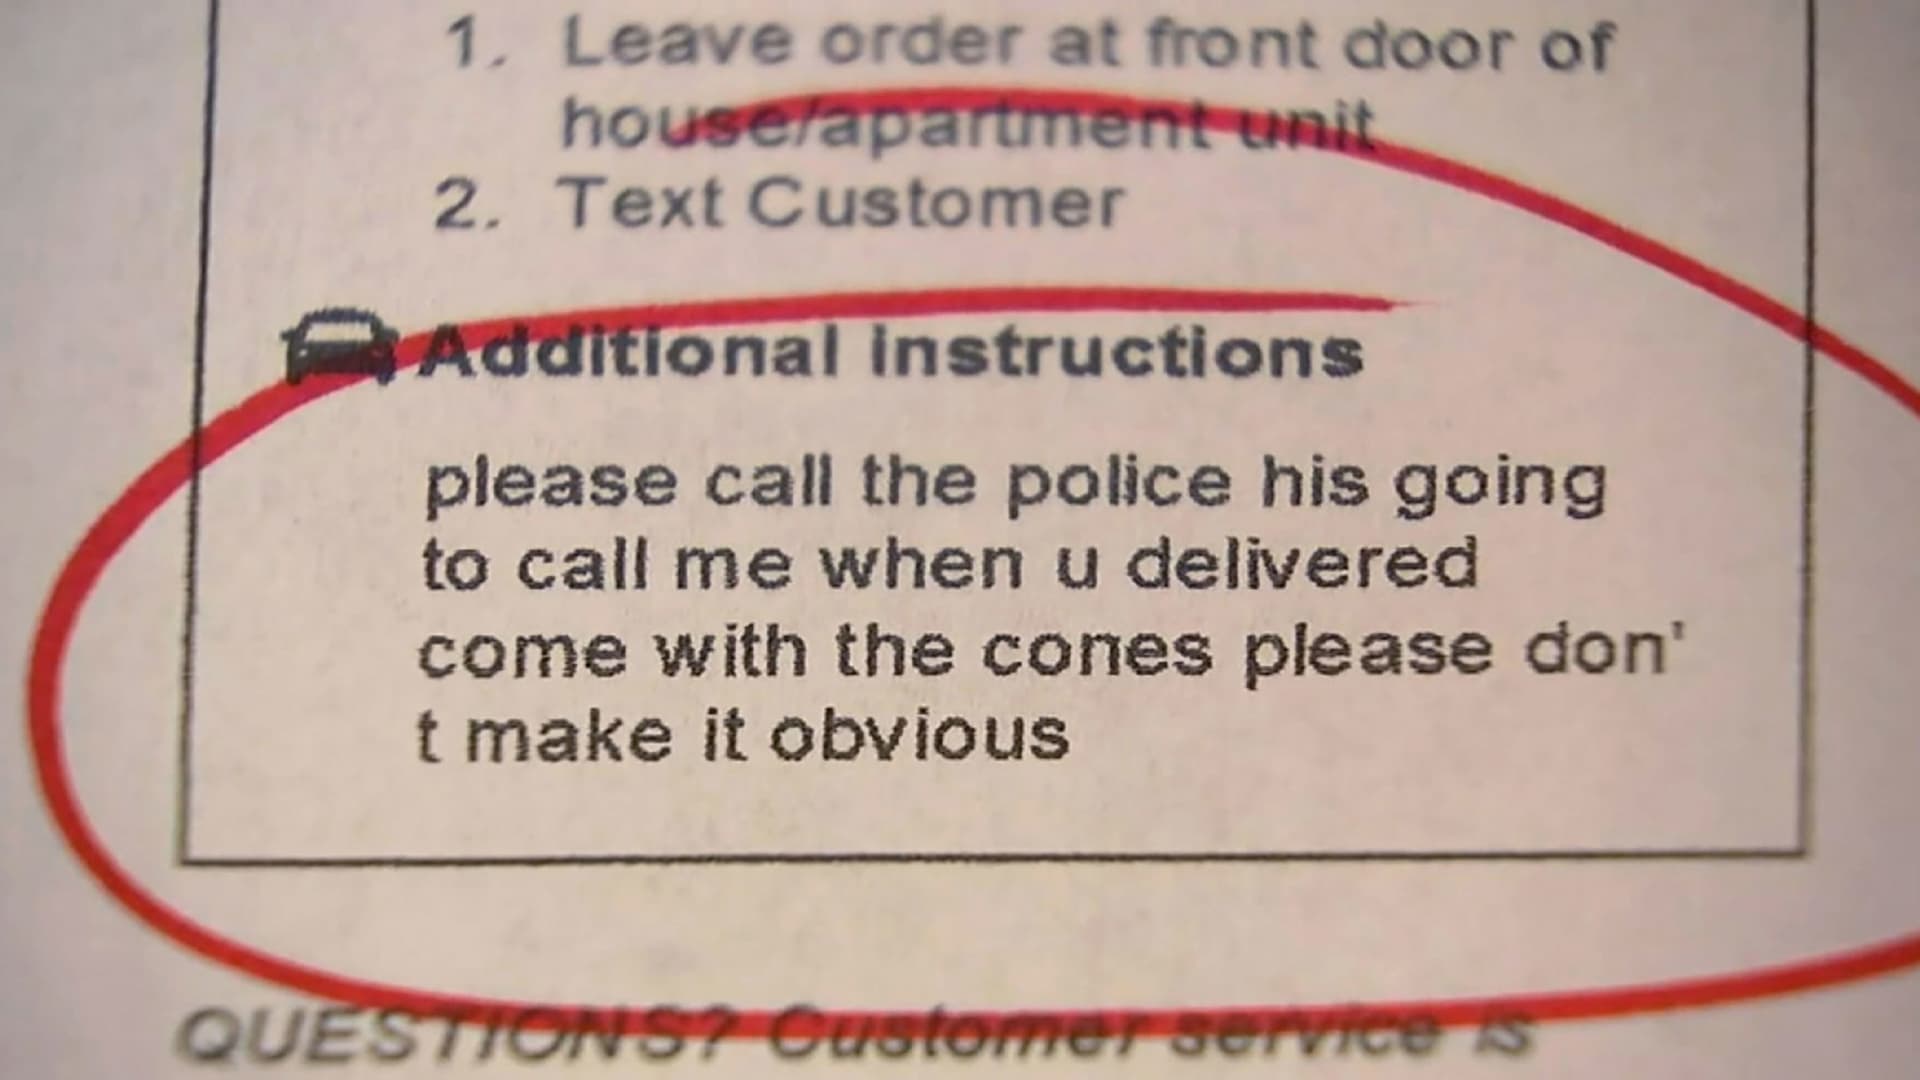 1. Leave order at front door of
house/apartment unit
2. Text Customer
Additional instructions
please call the police his going
to call me when u delivered
come with the cones please don'
t make it obvious
QUESTIONS? Customer service is